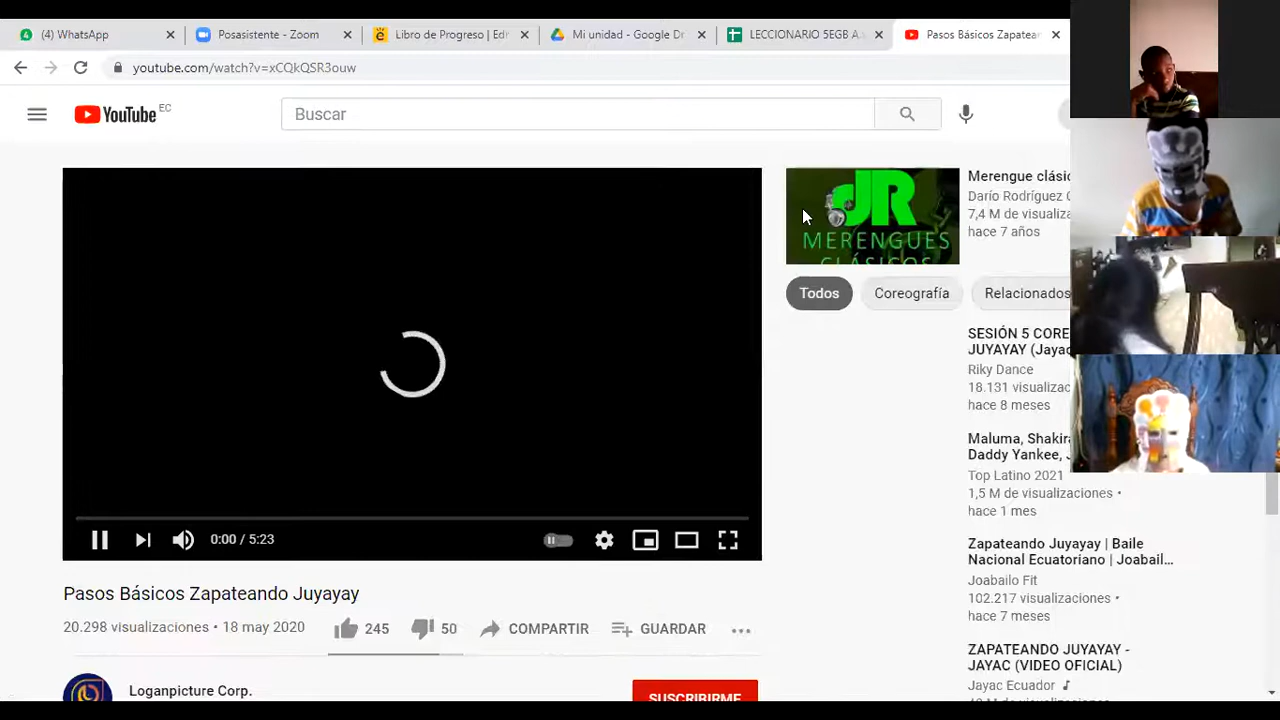 (4) WhatsApp
Posasistente - Zoom
Libro de Progreso | Edi
Mi unidad - Google Dr
LECCIONARIO 5EGB A
Pasos Básicos Zapatean
youtube.com/watch?v=xCQkQSR3ouw
YouTube EC
Buscar
JR
MERENGUES
CLÁSICOS
Merengue clási
Darío Rodríguez
7,4 M de visualiza
hace 7 años
Todos
Coreografía
Relacionados
SESIÓN 5 CORE
JUYAYAY (Jaya
Riky Dance
18.131 visualizac
hace 8 meses
Maluma, Shakira
Daddy Yankee,
Top Latino 2021
1,5 M de visualizaciones •
hace 1 mes
Zapateando Juyayay | Baile
Nacional Ecuatoriano | Joabail...
Joabailo Fit
102.217 visualizaciones •
hace 7 meses
ZAPATEANDO JUYAYAY -
JAYAC (VIDEO OFICIAL)
Jayac Ecuador
0:00 / 5:23
Pasos Básicos Zapateando Juyayay
20.298 visualizaciones • 18 may 2020
245
50
COMPARTIR
GUARDAR
Loganpicture Corp.
SUSCRIBIRME